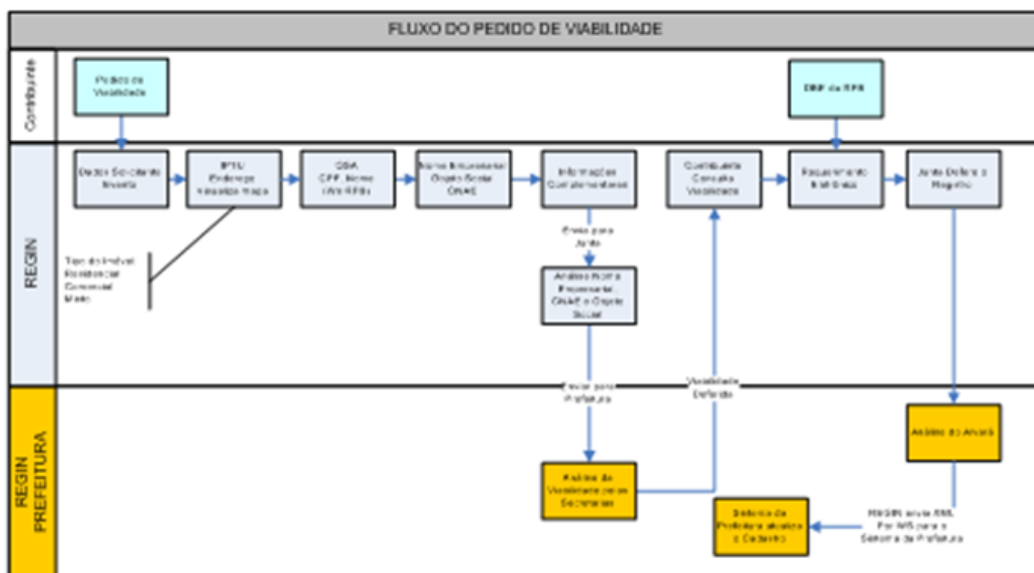 FLUXO DO PEDIDO DE VIABILIDADE
Contribuinte
Pedido de
Viabilidade
DBE da RFB
REGIN
Dados Solicitante
IPTU
Endereço
Visualiza mapa
QSA
CPF, Nome
(WS RFB)
Nome Empresarial
Objeto Social
CNAE
Informações
Complementares
Contribuinte
Consulta
Viabilidade
Requerimento
Eletrônico
Junta Defere o
Registro
Tipo do Imóvel
Residencial
Comercial
Misto
Envio para
Junta
Análise Nome
Empresarial,
CNAE e Objeto
Social
Enviar para
Prefeitura
Viabilidade
Deferida
REGIN
PREFEITURA
Análise do Alvará
Análise da
Viabilidade pelas
Secretarias
Sistema da
Prefeitura atualiza
o Cadastro
REGIN envia XML
Por WS para o
Sistema da Prefeitura